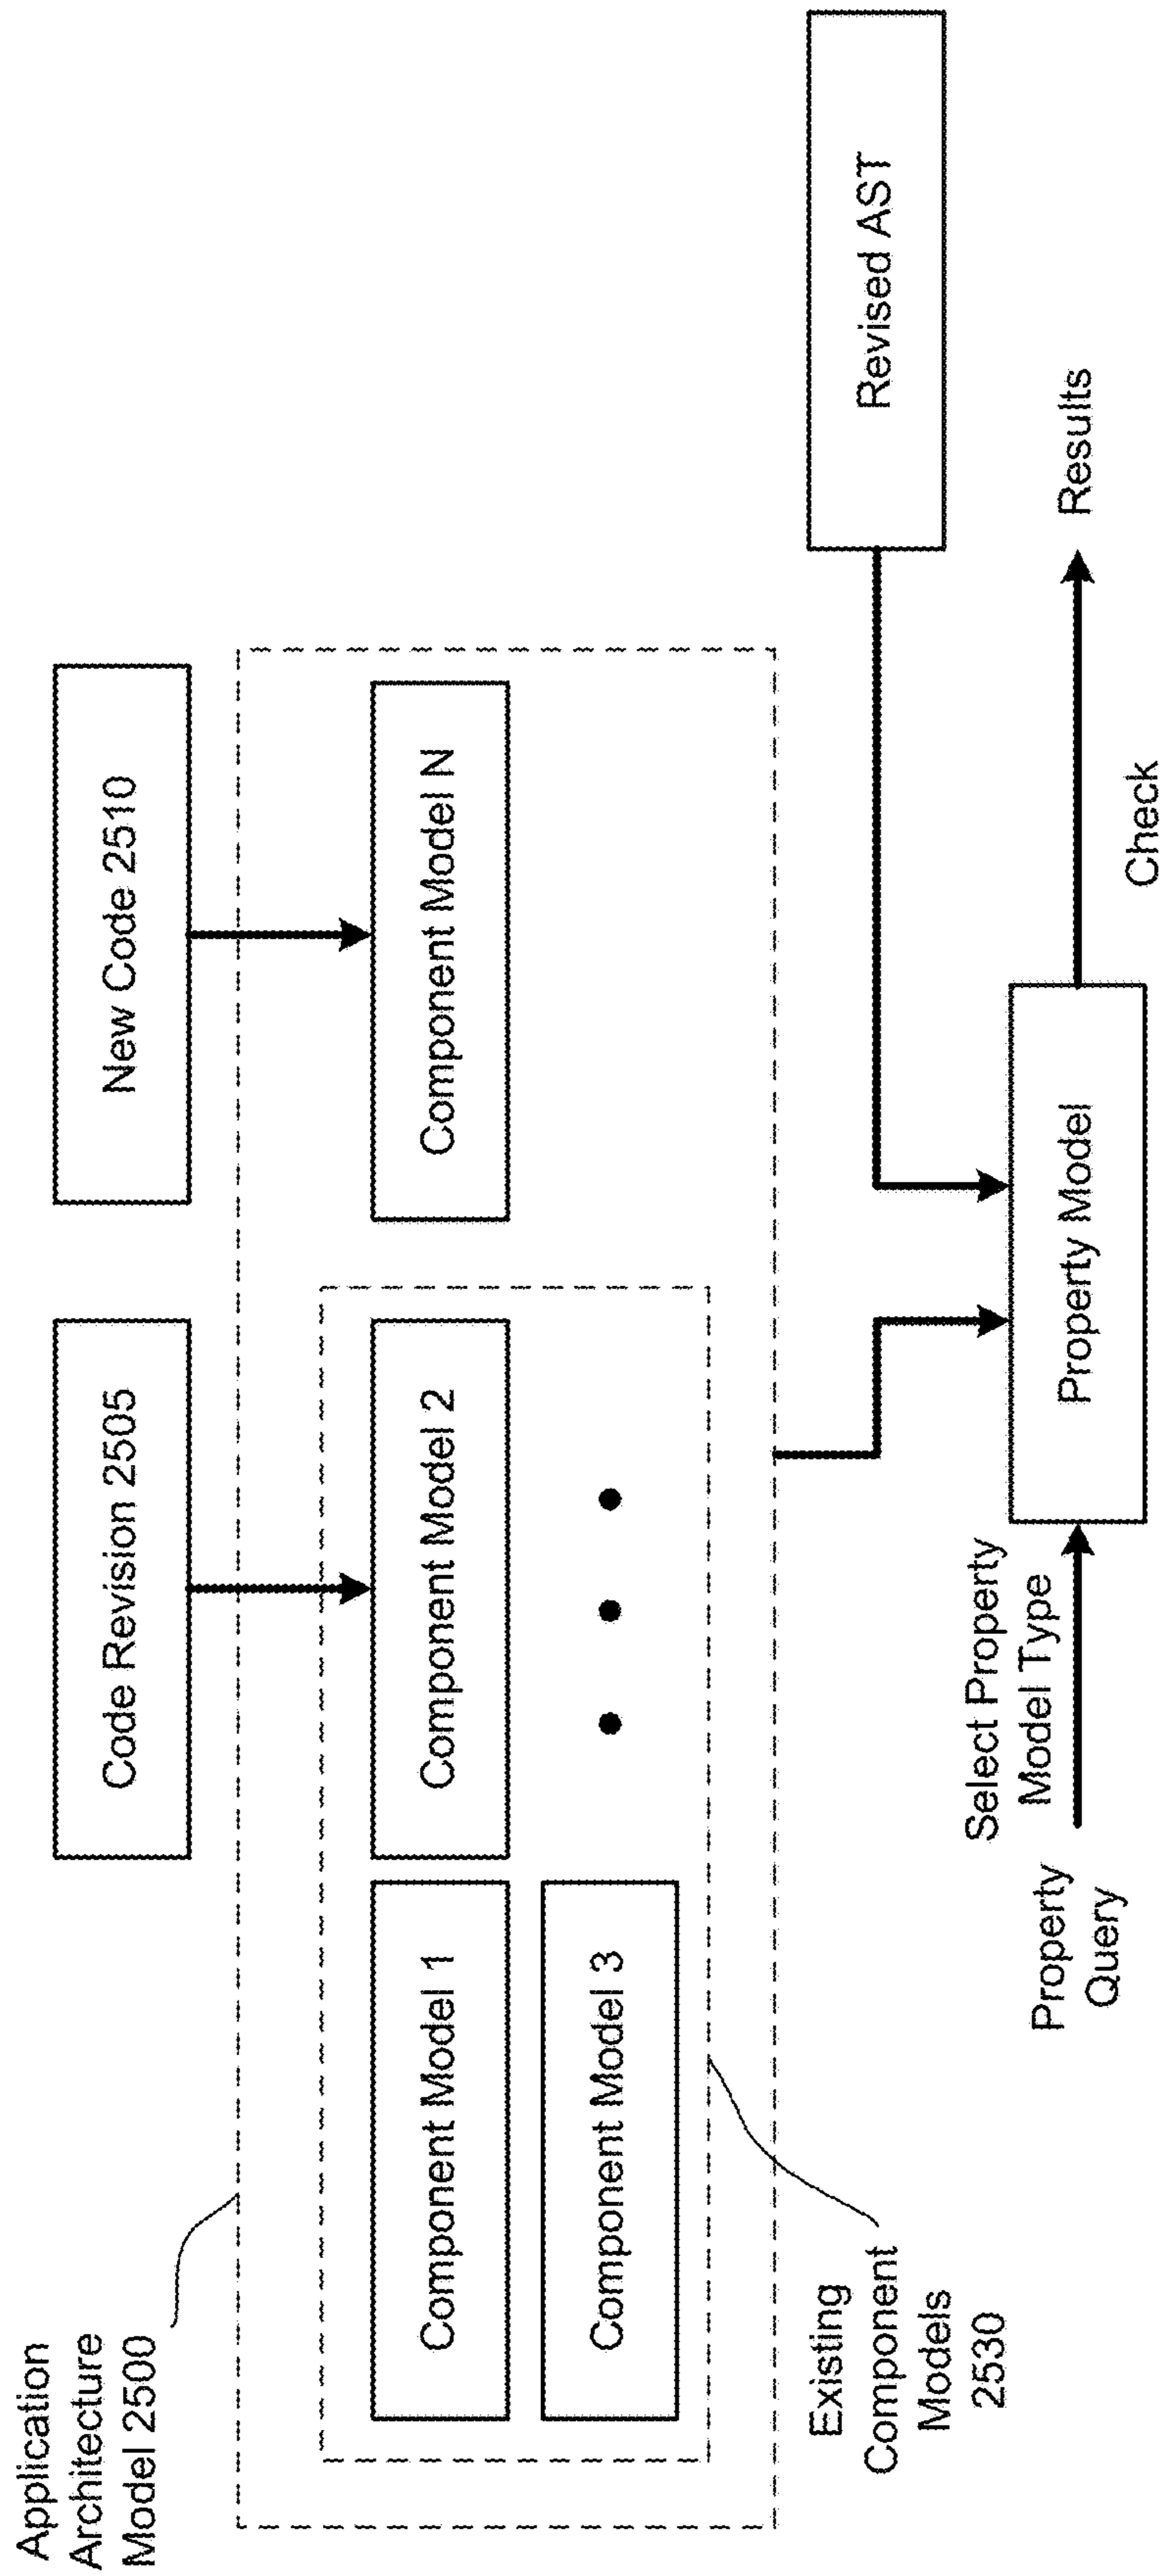 Application
Architecture
Model 2500
Code Revision 2505
New Code 2510
Component Model 1
Component Model 2
Component Model N
Component Model 3
Existing
Component
Models
2530
Revised AST
Property
Query
Select Property
Model Type
Property Model
Check
Results